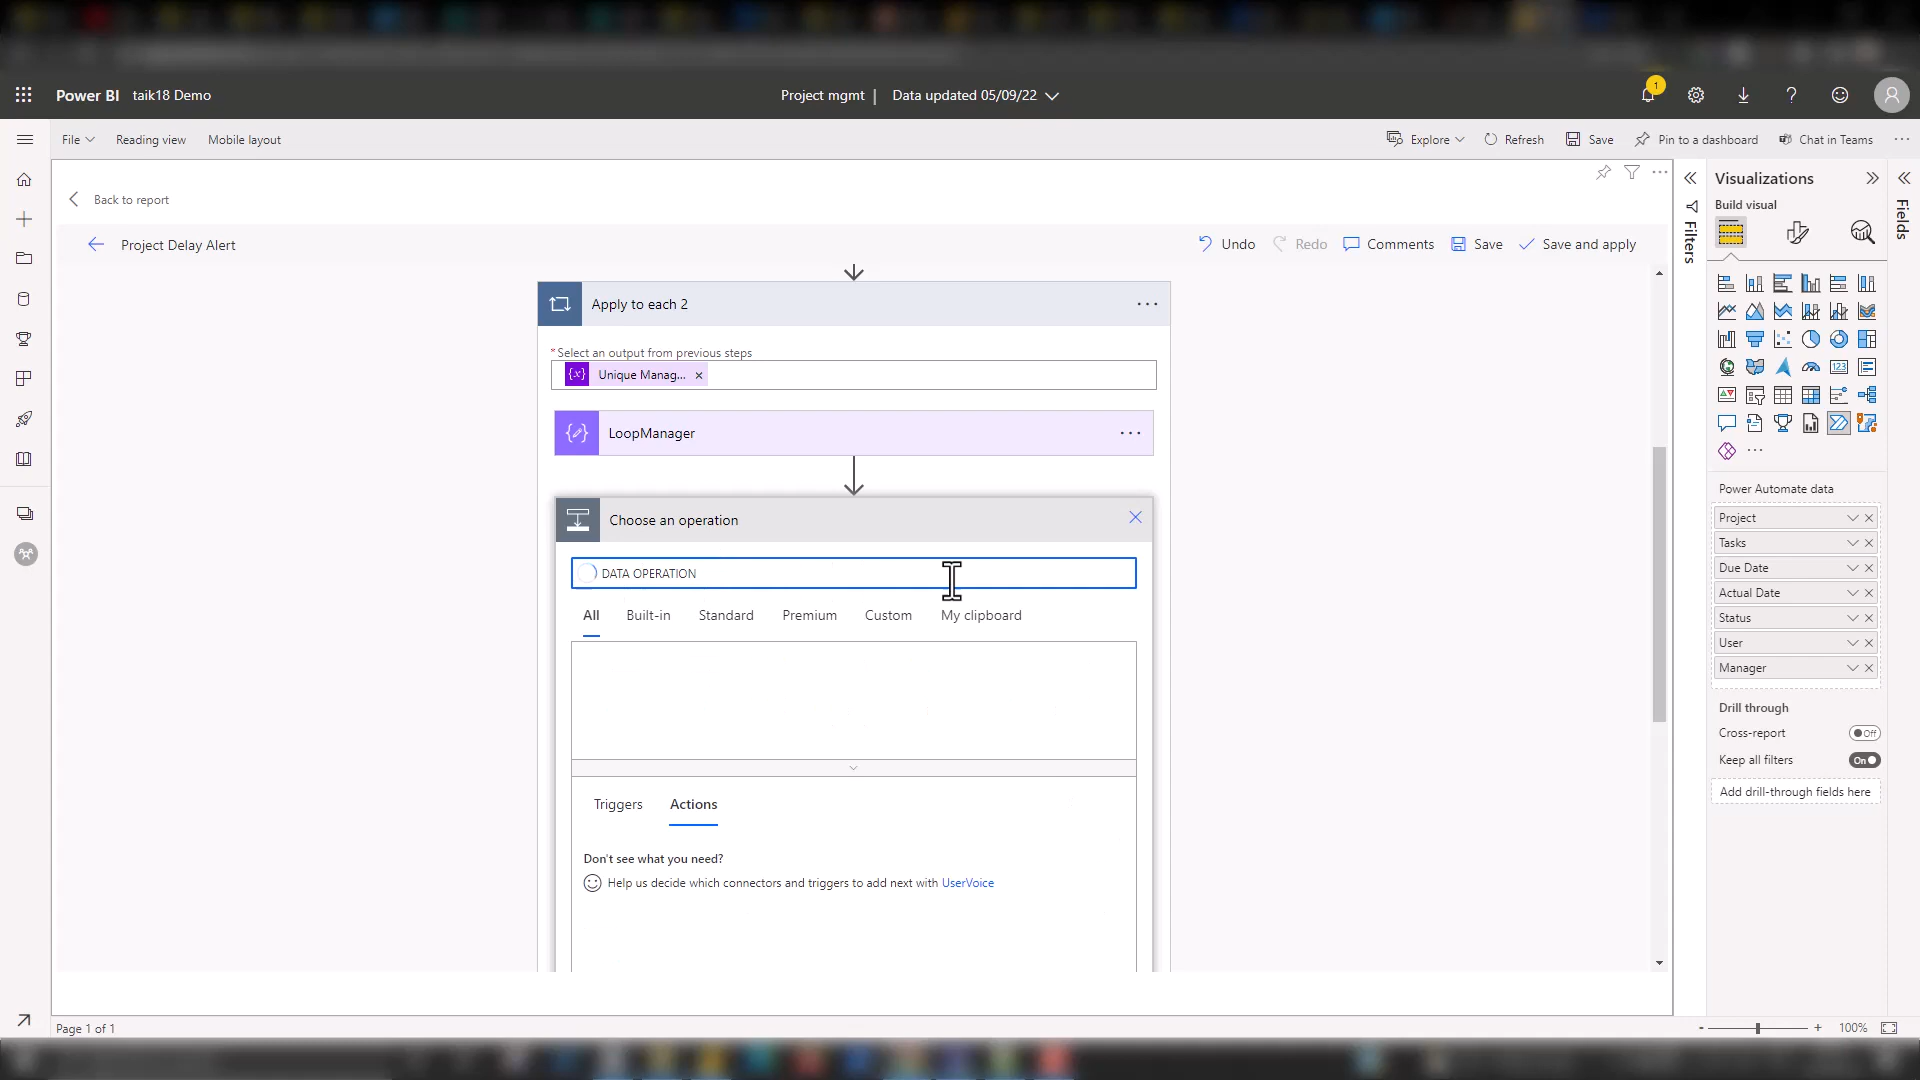 Power BI taik18 Demo
Project mgmt | Data updated 05/09/22
1
File Reading view Mobile layout
Explore Refresh Save Pin to a dashboard Chat in Teams
Back to report
Project Delay Alert
Undo Redo Comments Save Save and apply
Apply to each 2
* Select an output from previous steps
Unique Manag... ×
LoopManager
Choose an operation
DATA OPERATION
All Built-in Standard Premium Custom My clipboard
Triggers Actions
Don't see what you need?
Help us decide which connectors and triggers to add next with UserVoice
Filters
Visualizations
Build visual
Fields
123
Power Automate data
Project
Tasks
Due Date
Actual Date
Status
User
Manager
Drill through
Cross-report Off
Keep all filters On
Add drill-through fields here
Page 1 of 1
- + 100%